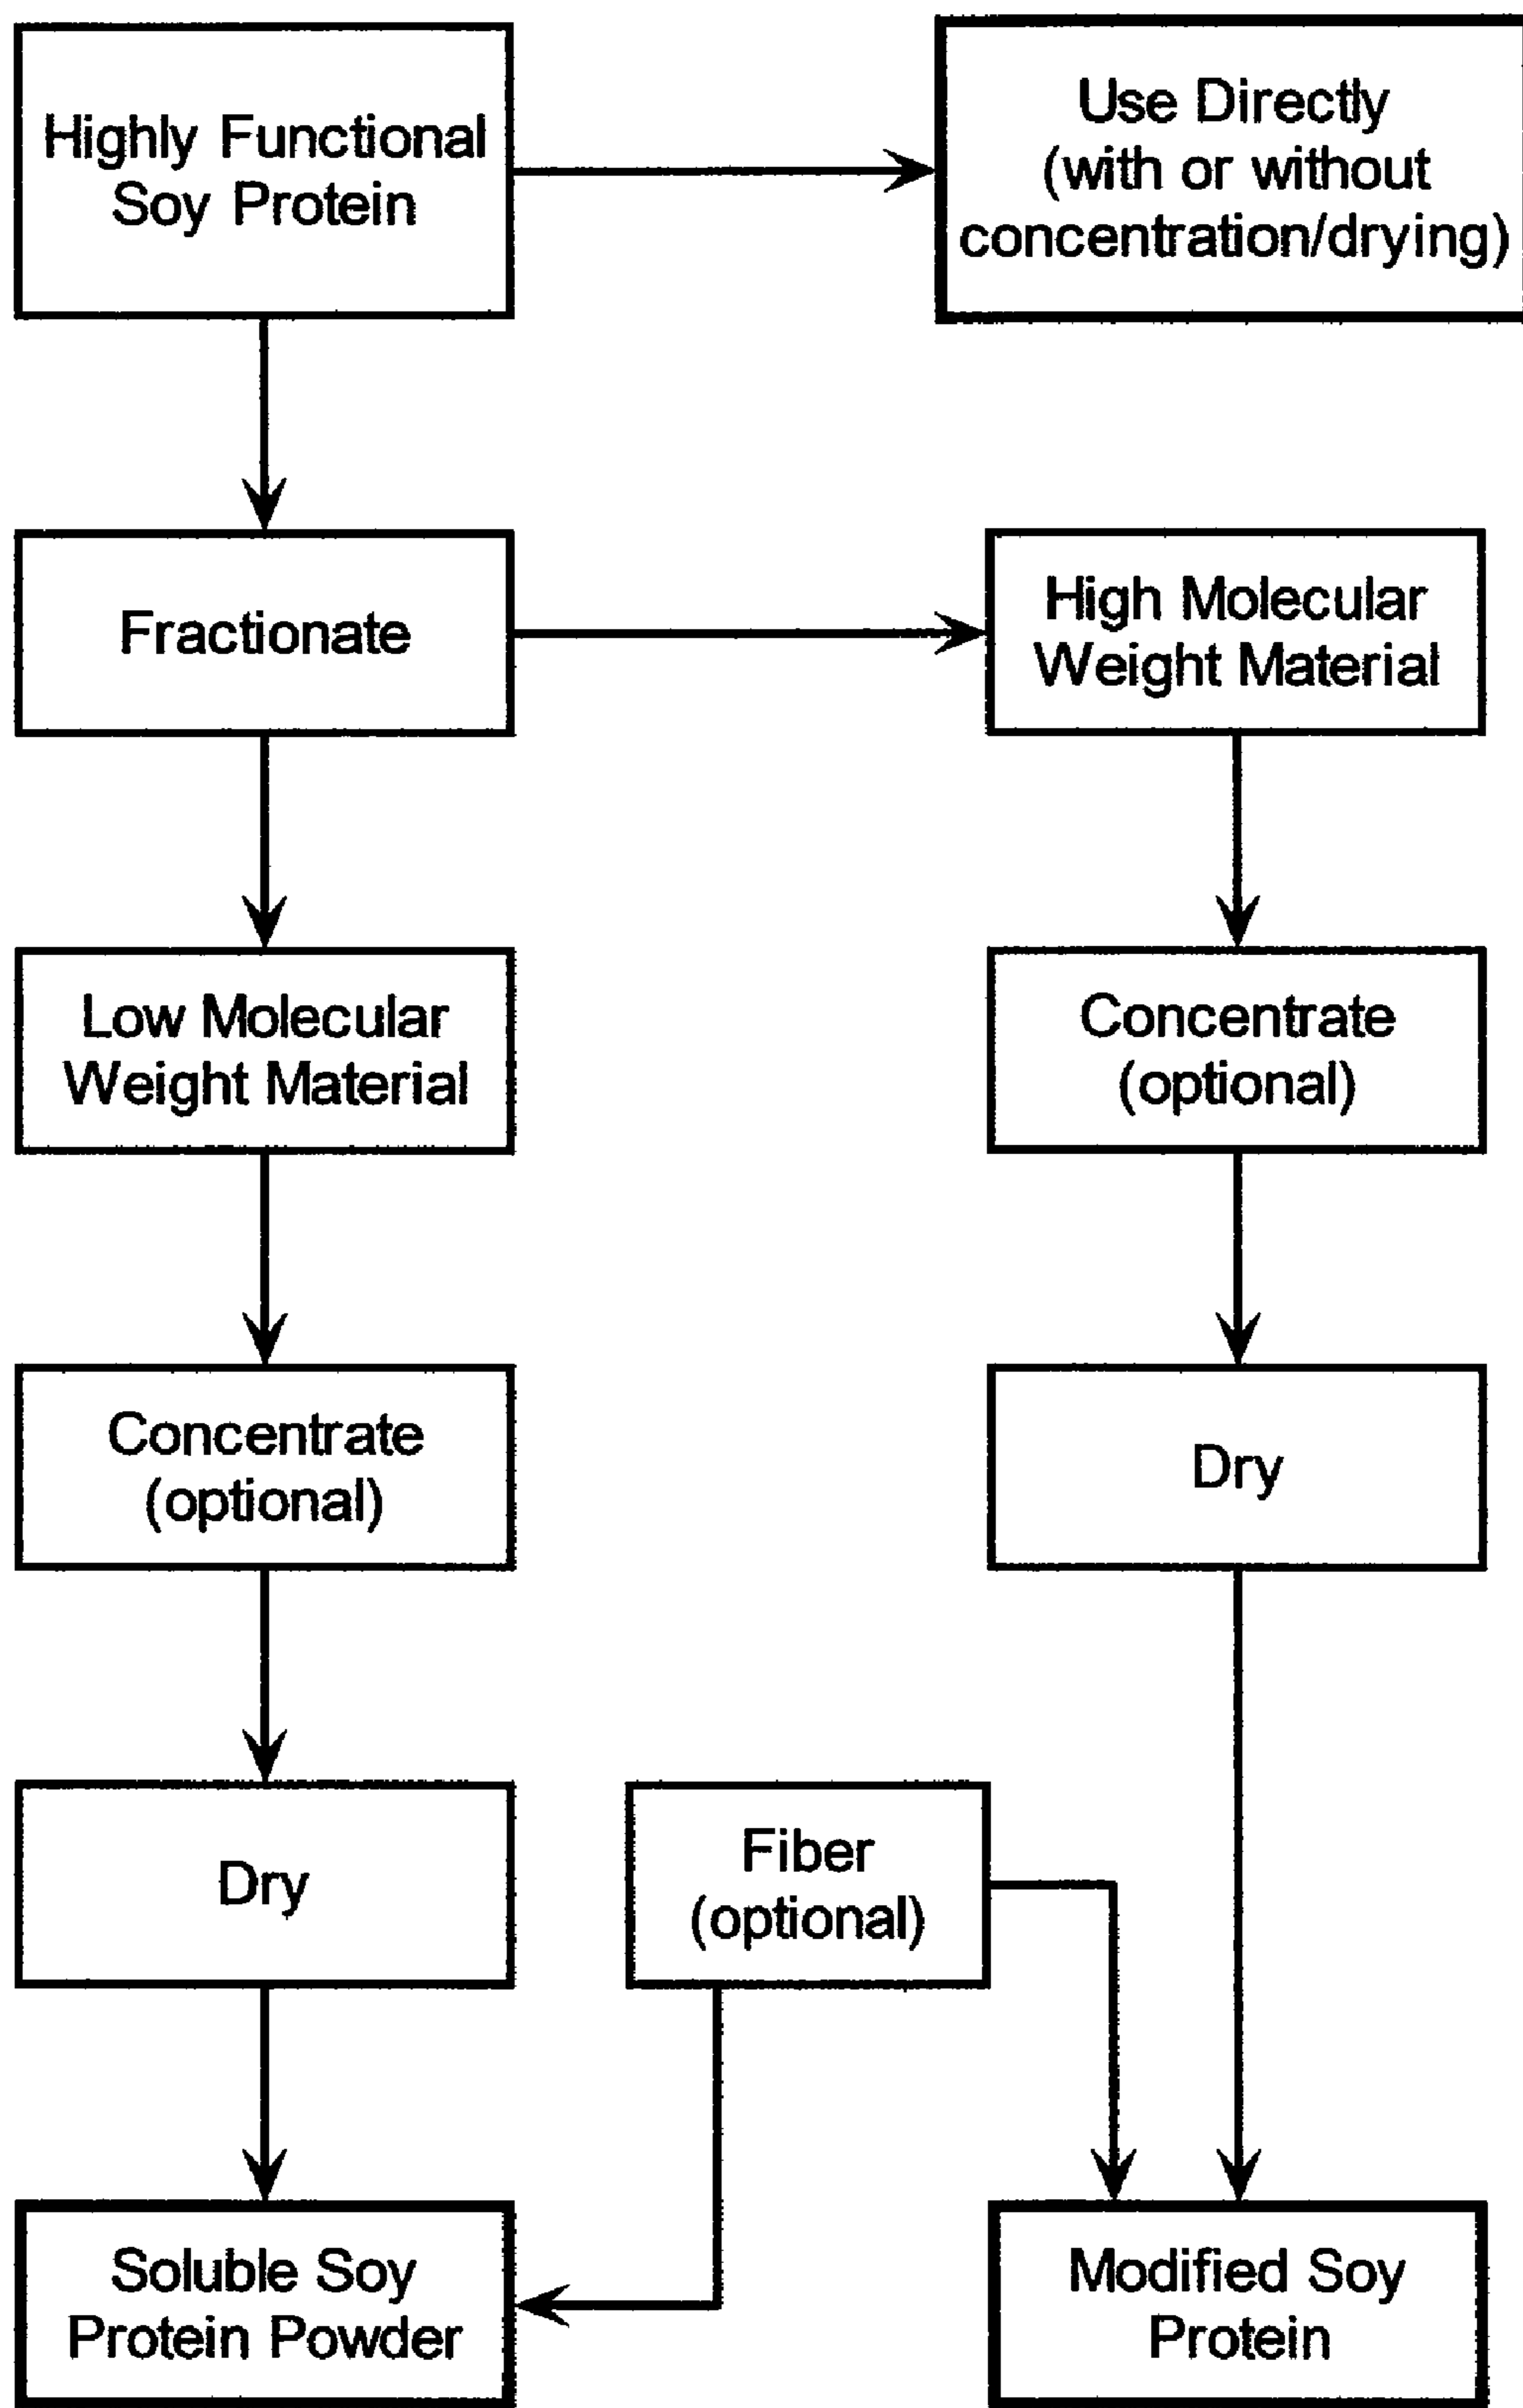 Highly Functional
Soy Protein
Use Directly
(with or without
concentration/drying)
Fractionate
High Molecular
Weight Material
Low Molecular
Weight Material
Concentrate
(optional)
Concentrate
(optional)
Dry
Dry
Fiber
(optional)
Soluble Soy
Protein Powder
Modified Soy
Protein